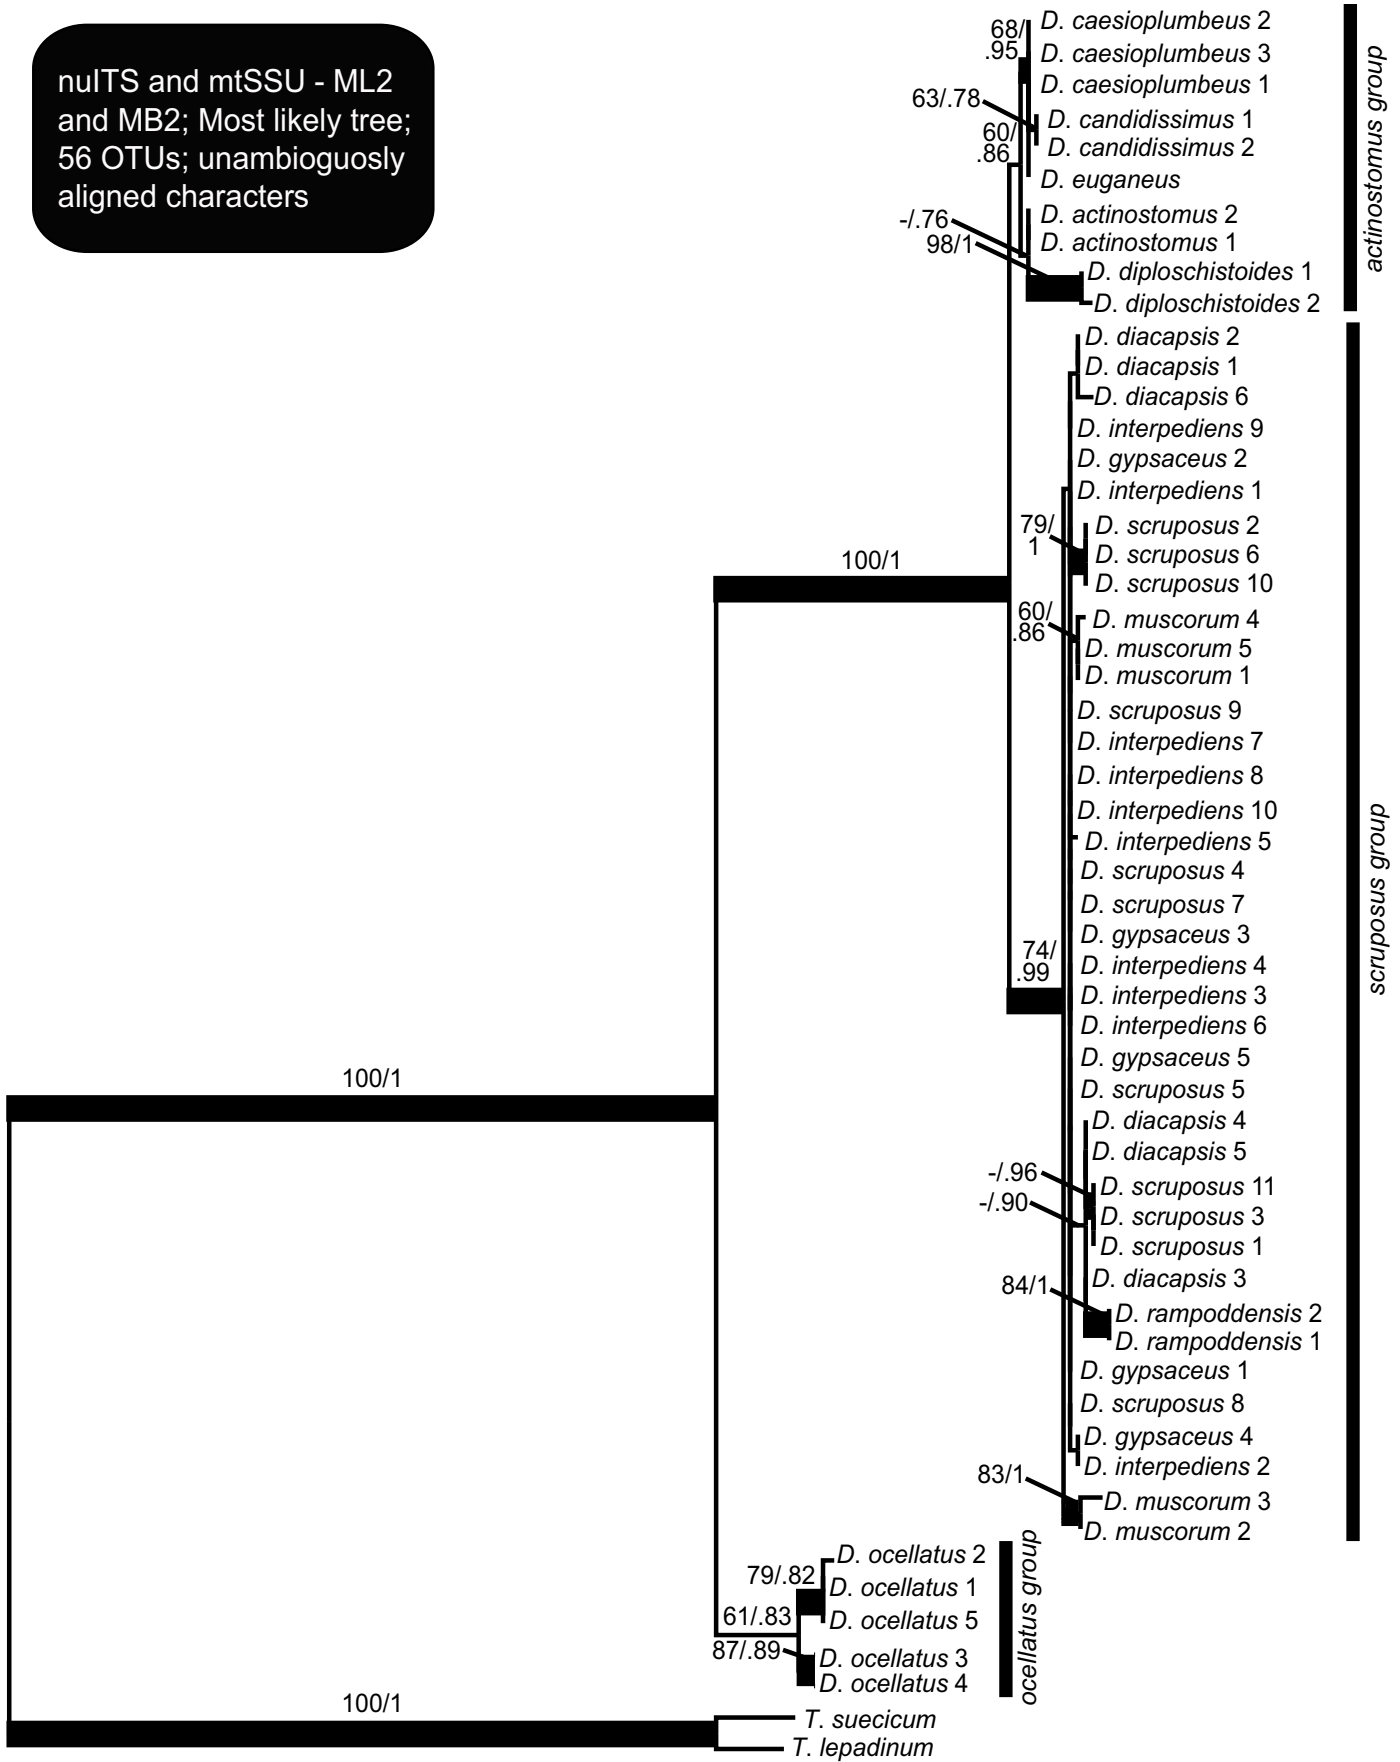 nuITS and mtSSU - ML2
and MB2; Most likely tree;
56 OTUs; unambioguosly
aligned characters
68/
.95
63/.78
60/
.86
-/.76
98/1
D. caesioplumbeus 2
D. caesioplumbeus 3
D. caesioplumbeus 1
D. candidissimus 1
D. candidissimus 2
D. euganeus
D. actinostomus 2
D. actinostomus 1
D. diploschistoides 1
D. diploschistoides 2
actinostomus group
D. diacapsis 2
D. diacapsis 1
D. diacapsis 6
D. interpediens 9
D. gypsaceus 2
D. interpediens 1
79/
1
D. scruposus 2
D. scruposus 6
D. scruposus 10
100/1
60/
.86
D. muscorum 4
D. muscorum 5
D. muscorum 1
D. scruposus 9
D. interpediens 7
D. interpediens 8
D. interpediens 10
D. interpediens 5
D. scruposus 4
D. scruposus 7
D. gypsaceus 3
74/
.99
D. interpediens 4
D. interpediens 3
D. interpediens 6
D. gypsaceus 5
D. scruposus 5
100/1
D. diacapsis 4
D. diacapsis 5
-/.96
-/.90
D. scruposus 11
D. scruposus 3
D. scruposus 1
D. diacapsis 3
84/1
D. rampoddensis 2
D. rampoddensis 1
D. gypsaceus 1
D. scruposus 8
D. gypsaceus 4
D. interpediens 2
83/1
D. muscorum 3
D. muscorum 2
scruposus group
79/.82
61/.83
87/.89
D. ocellatus 2
D. ocellatus 1
D. ocellatus 5
D. ocellatus 3
D. ocellatus 4
ocellatus group
100/1
T. suecicum
T. lepadinum